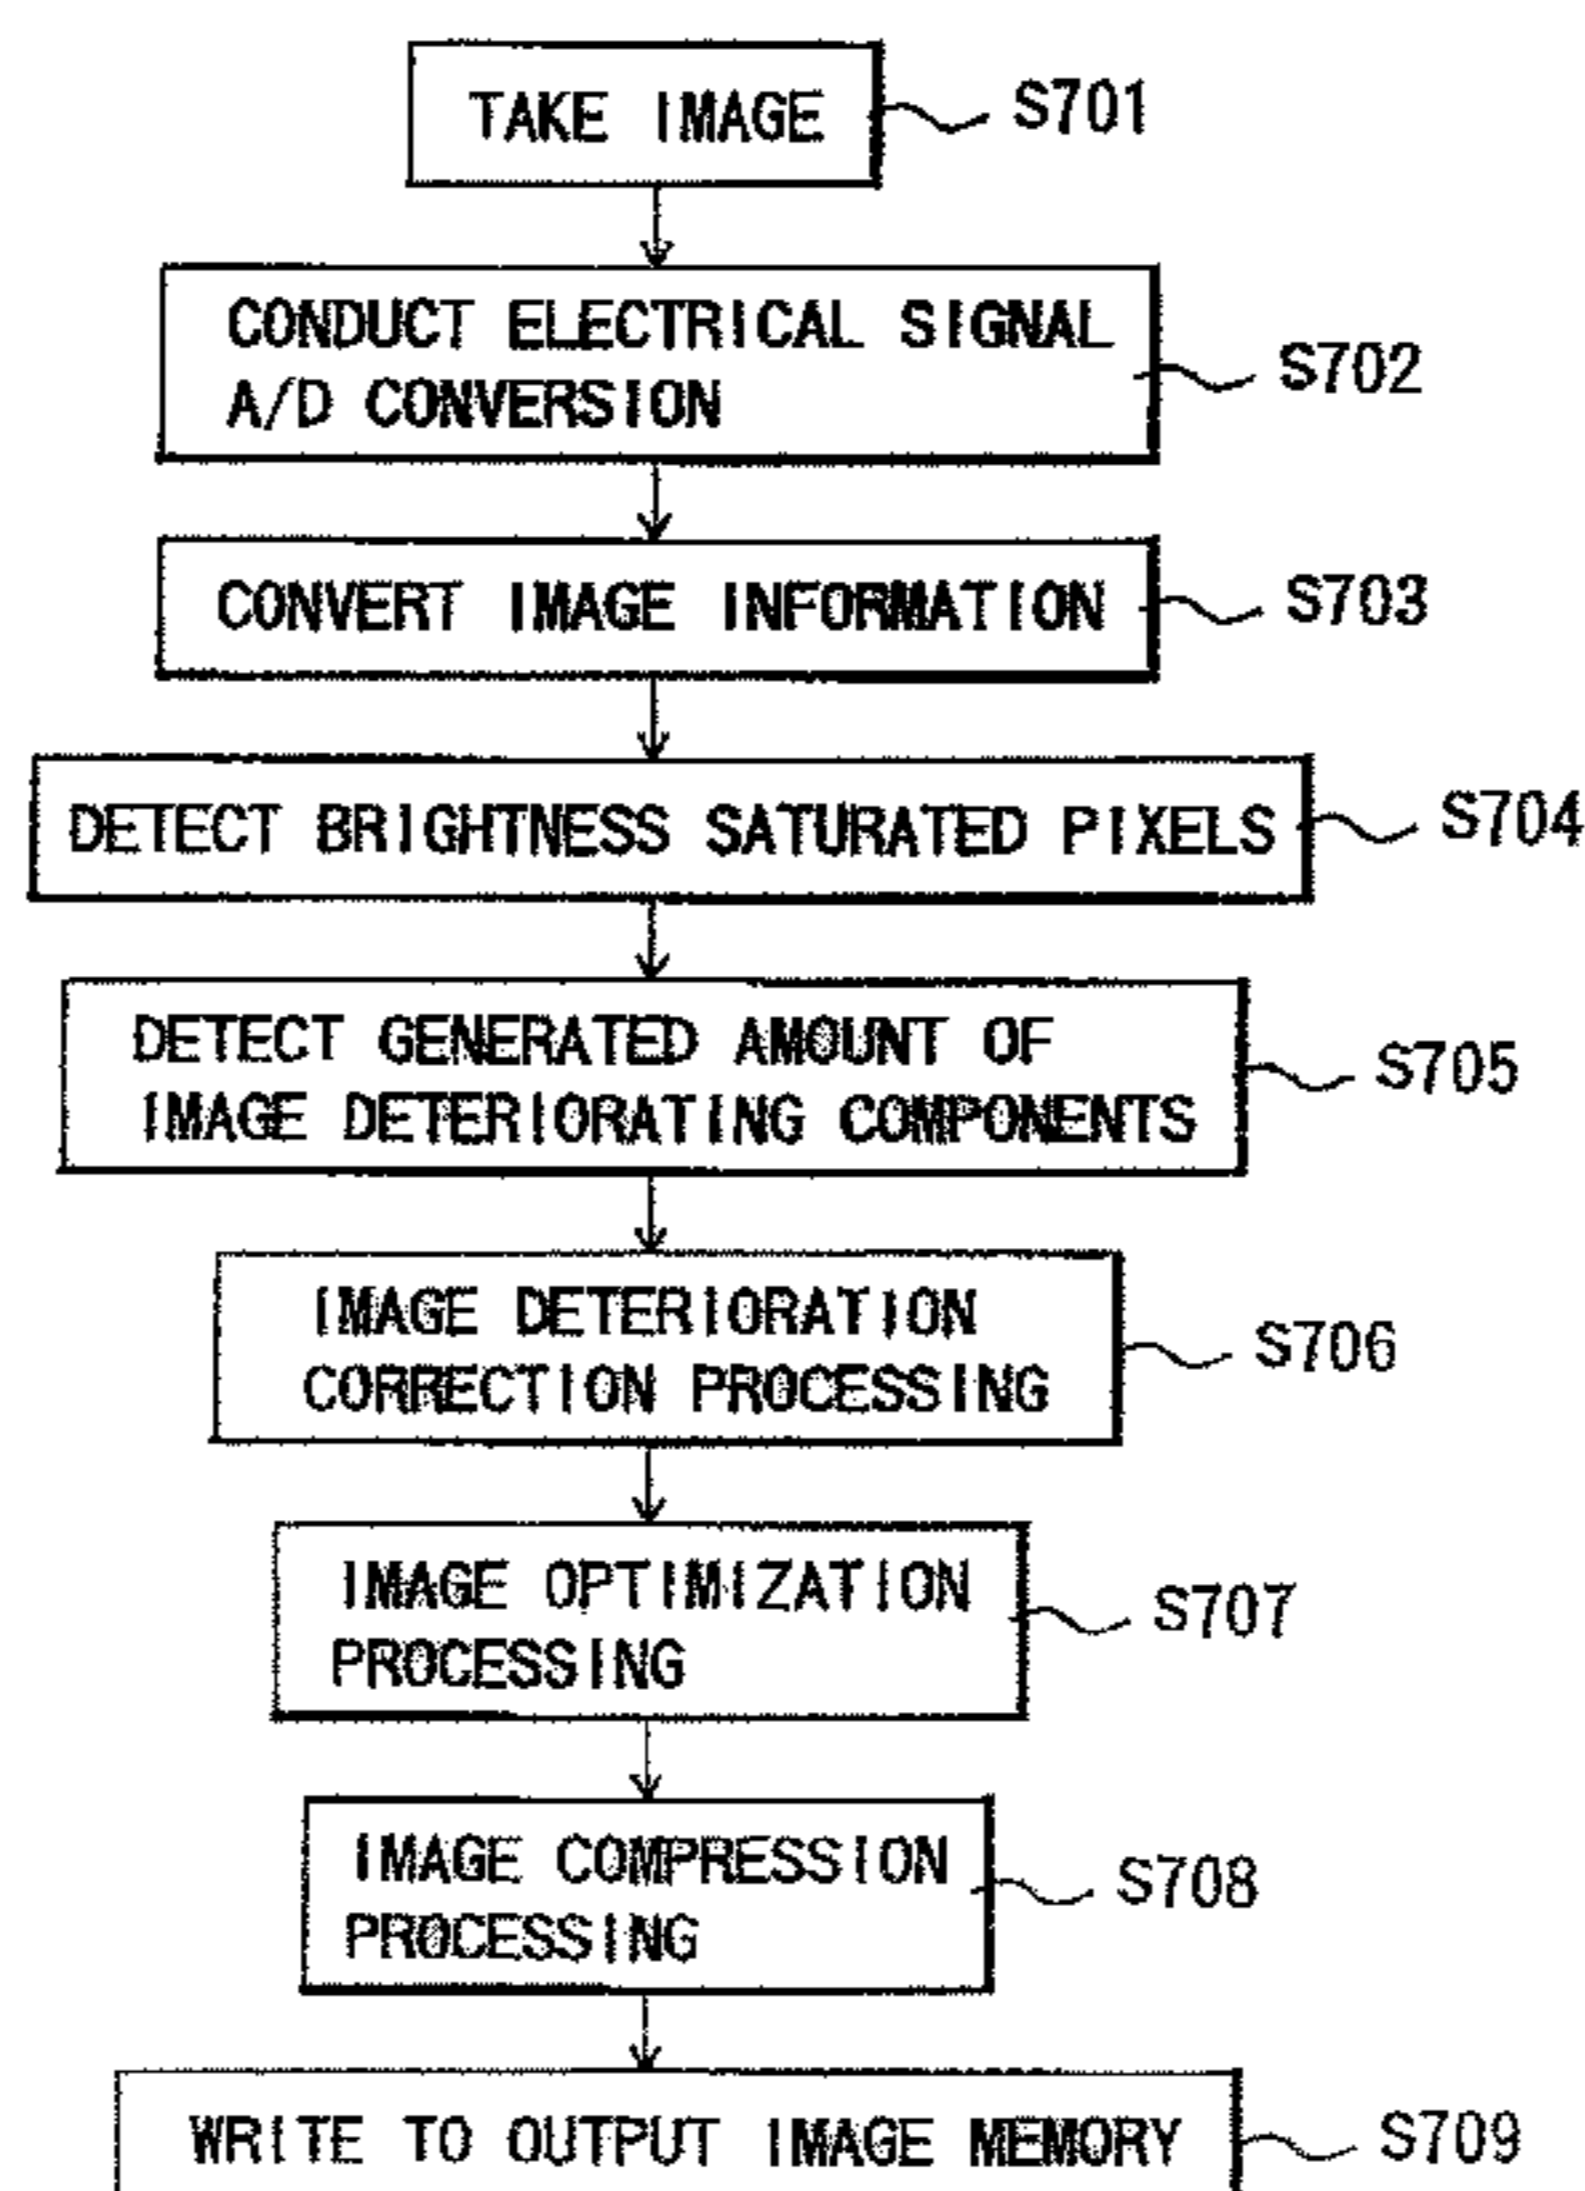 TAKE IMAGE
S701
CONDUCT ELECTRICAL SIGNAL
A/D CONVERSION
S702
CONVERT IMAGE INFORMATION
S703
DETECT BRIGHTNESS SATURATED PIXELS
S704
DETECT GENERATED AMOUNT OF
IMAGE DETERIORATING COMPONENTS
S705
IMAGE DETERIORATION
CORRECTION PROCESSING
S706
IMAGE OPTIMIZATION
PROCESSING
S707
IMAGE COMPRESSION
PROCESSING
S708
WRITE TO OUTPUT IMAGE MEMORY
S709